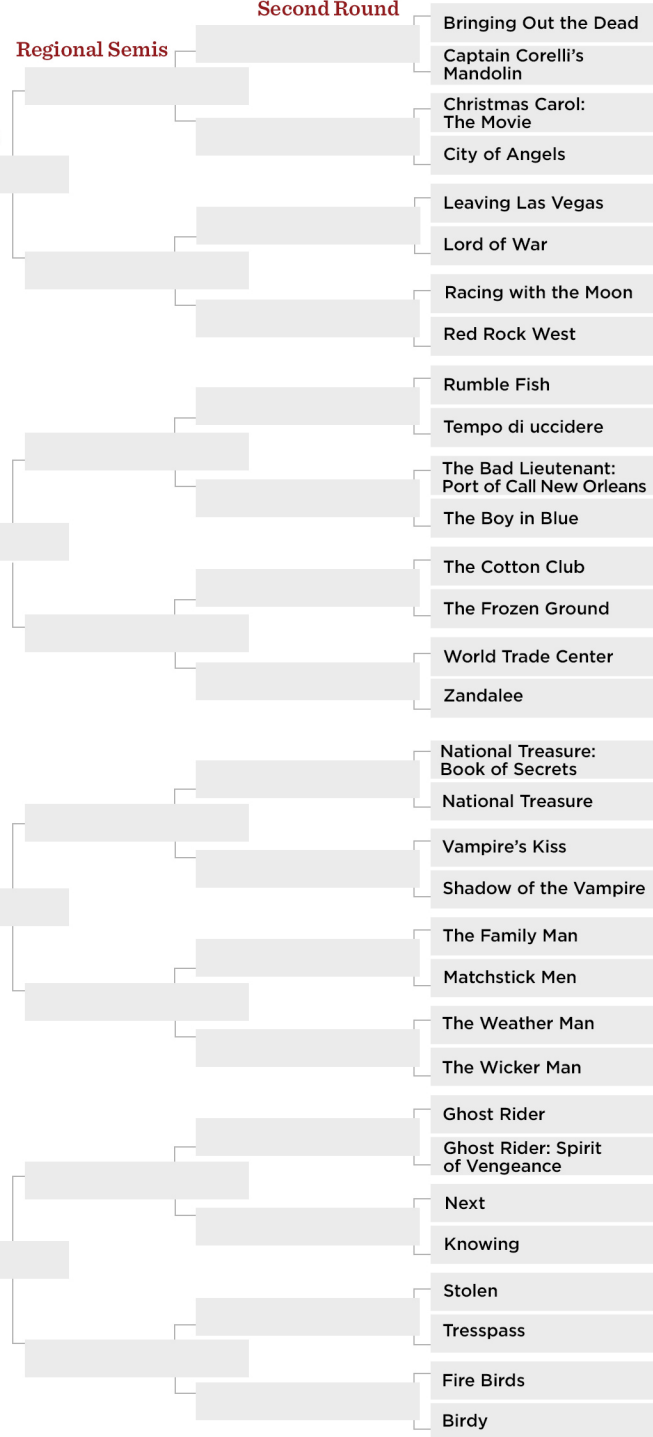 Second Round
Regional Semis
Bringing Out the Dead
Captain Corelli’s
Mandolin
Christmas Carol:
The Movie
City of Angels
Leaving Las Vegas
Lord of War
Racing with the Moon
Red Rock West
Rumble Fish
Tempo di uccidere
The Bad Lieutenant:
Port of Call New Orleans
The Boy in Blue
The Cotton Club
The Frozen Ground
World Trade Center
Zandalee
National Treasure:
Book of Secrets
National Treasure
Vampire’s Kiss
Shadow of the Vampire
The Family Man
Matchstick Men
The Weather Man
The Wicker Man
Ghost Rider
Ghost Rider: Spirit
of Vengeance
Next
Knowing
Stolen
Tresspass
Fire Birds
Birdy